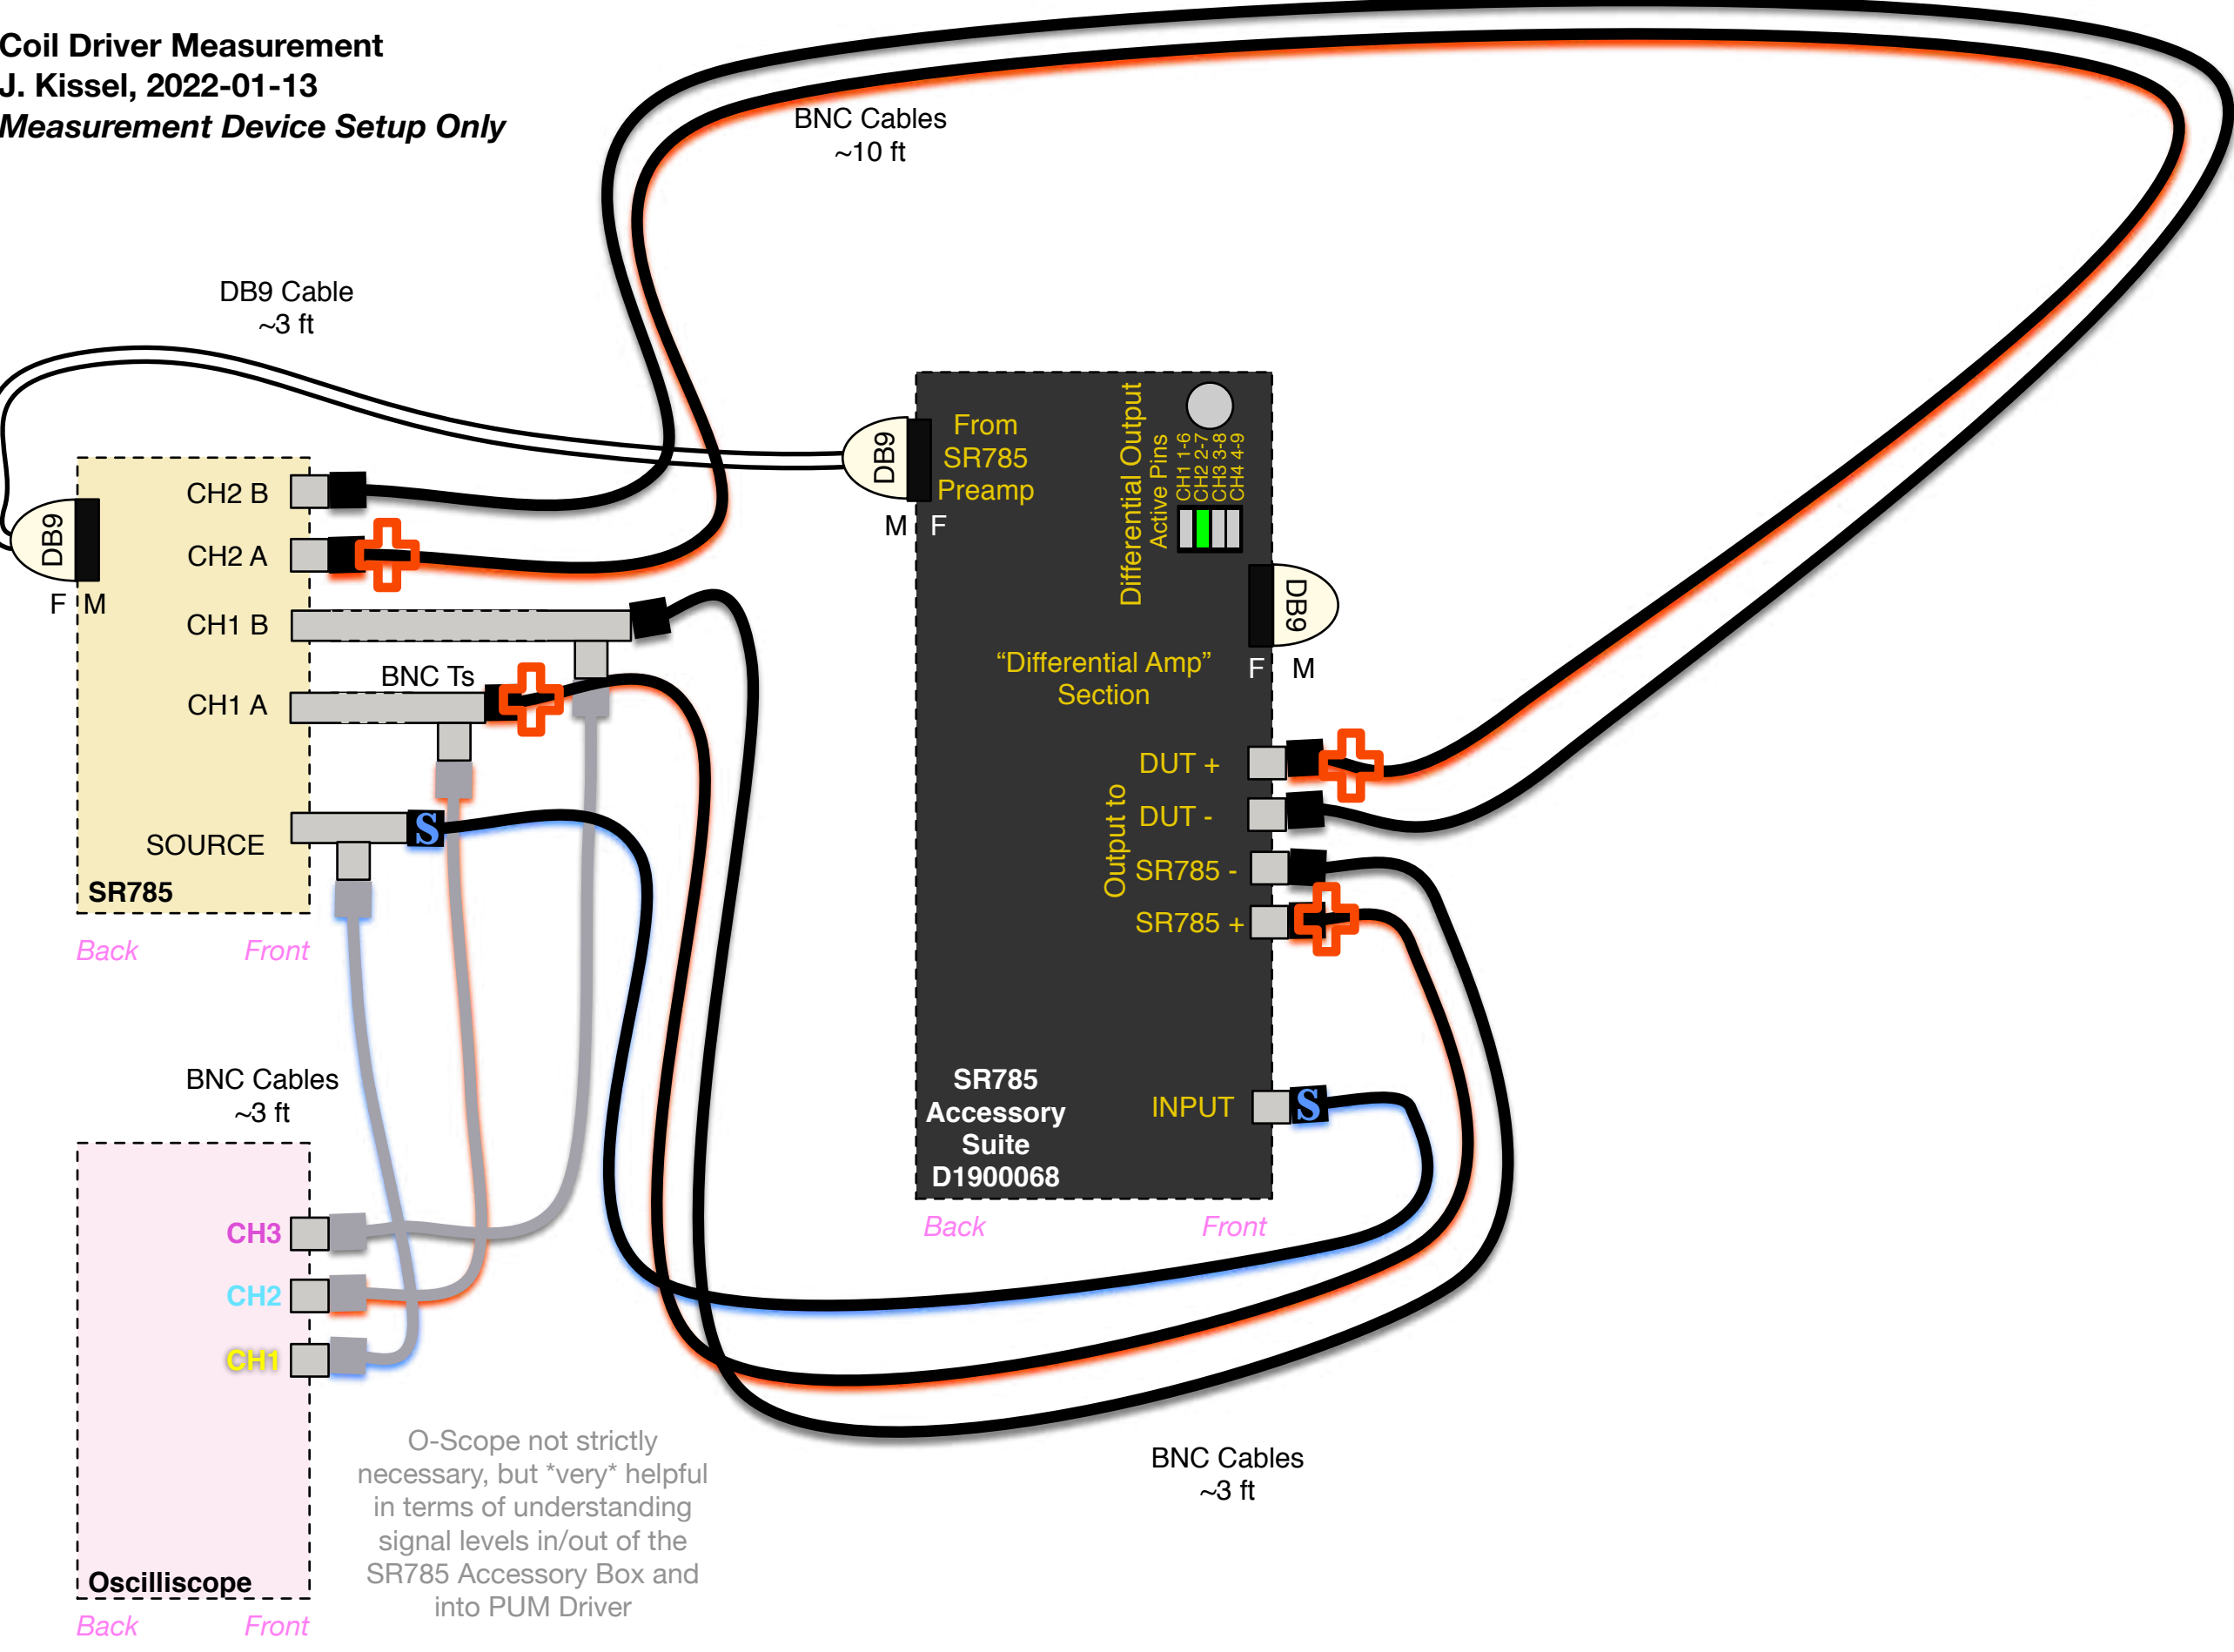 Coil Driver Measurement
J. Kissel, 2022-01-13
Measurement Device Setup Only
BNC Cables
~10 ft
DB9 Cable
~3 ft
CH2 B
CH2 A
CH1 B
CH1 A
BNC Ts
SOURCE
SR785
DB9
F M
Back Front
S
DB9
M F
From
SR785
Preamp
Differential Output
Active Pins
CH1 1-6
CH2 2-7
CH3 3-8
CH4 4-9
DB9
F M
“Differential Amp”
Section
Output to
DUT +
DUT -
SR785 -
SR785 +
INPUT
S
SR785
Accessory
Suite
D1900068
Back Front
BNC Cables
~3 ft
CH3
CH2
CH1
Oscilliscope
Back Front
O-Scope not strictly
necessary, but *very* helpful
in terms of understanding
signal levels in/out of the
SR785 Accessory Box and
into PUM Driver
BNC Cables
~3 ft